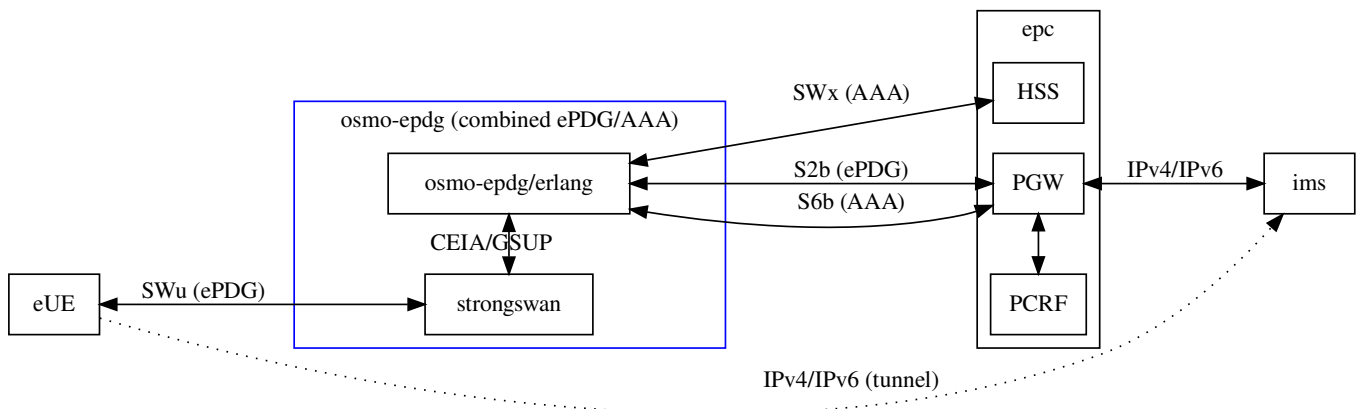 epc
SWx (AAA)
HSS
osmo-epdg (combined ePDG/AAA)
osmo-epdg/erlang
S2b (ePDG)
PGW
IPv4/IPv6
ims
S6b (AAA)
CEIA/GSUP
eUE
SWu (ePDG)
strongswan
PCRF
IPv4/IPv6 (tunnel)